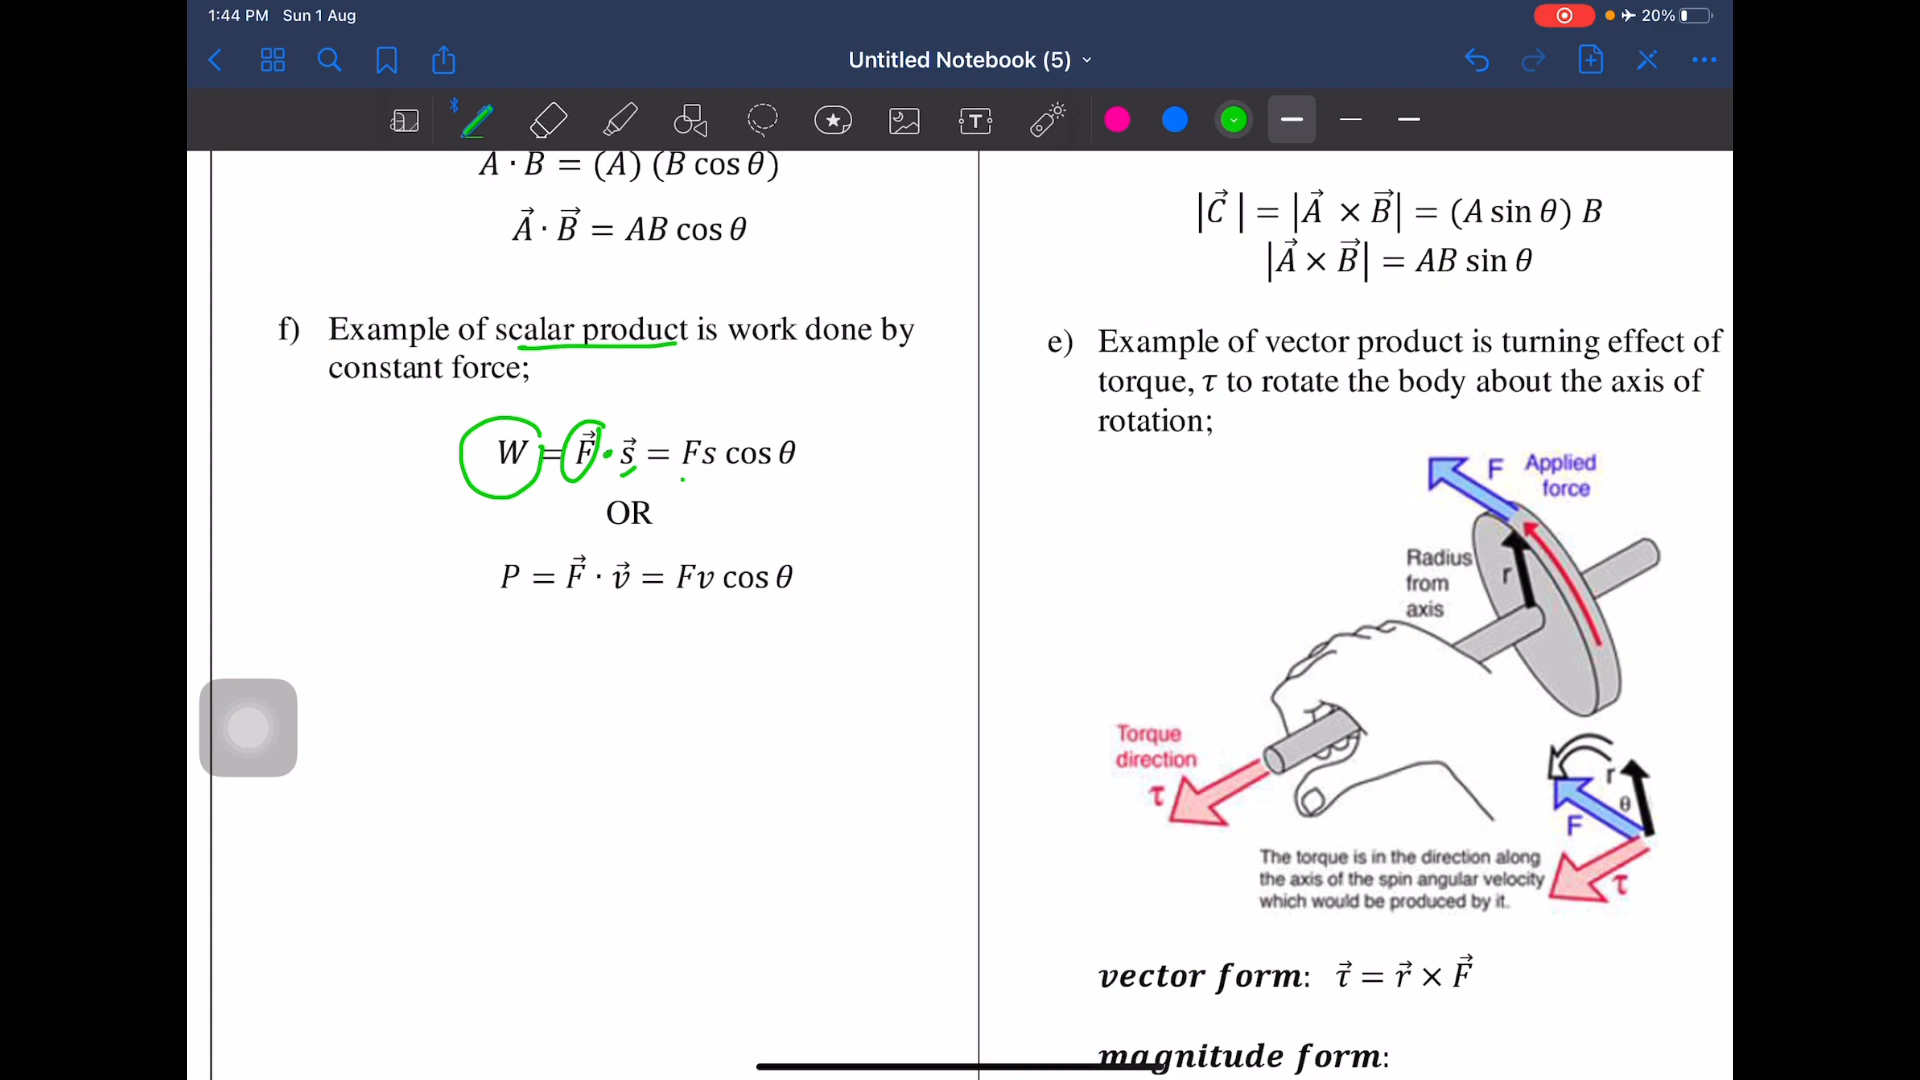 1:44 PM Sun 1 Aug
20%
Untitled Notebook (5)
A · B = (A) (B cos θ)
A⃗ · B⃗ = AB cos θ
f) Example of scalar product is work done by
constant force;
W = F⃗ · s⃗ = Fs cos θ
OR
P = F⃗ · v⃗ = Fv cos θ
|C⃗ | = |A⃗ × B⃗| = (A sin θ) B
|A⃗ × B⃗| = AB sin θ
e) Example of vector product is turning effect of
torque, τ to rotate the body about the axis of
rotation;
F Applied
force
Radius
from
axis
r
Torque
direction
τ
r
θ
F
τ
The torque is in the direction along
the axis of the spin angular velocity
which would be produced by it.
vector form: τ⃗ = r⃗ × F⃗
magnitude form: